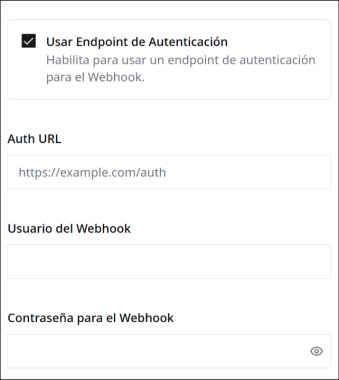 Usar Endpoint de Autenticación
Habilita para usar un endpoint de autenticación
para el Webhook.
Auth URL
https://example.com/auth
Usuario del Webhook
Contraseña para el Webhook